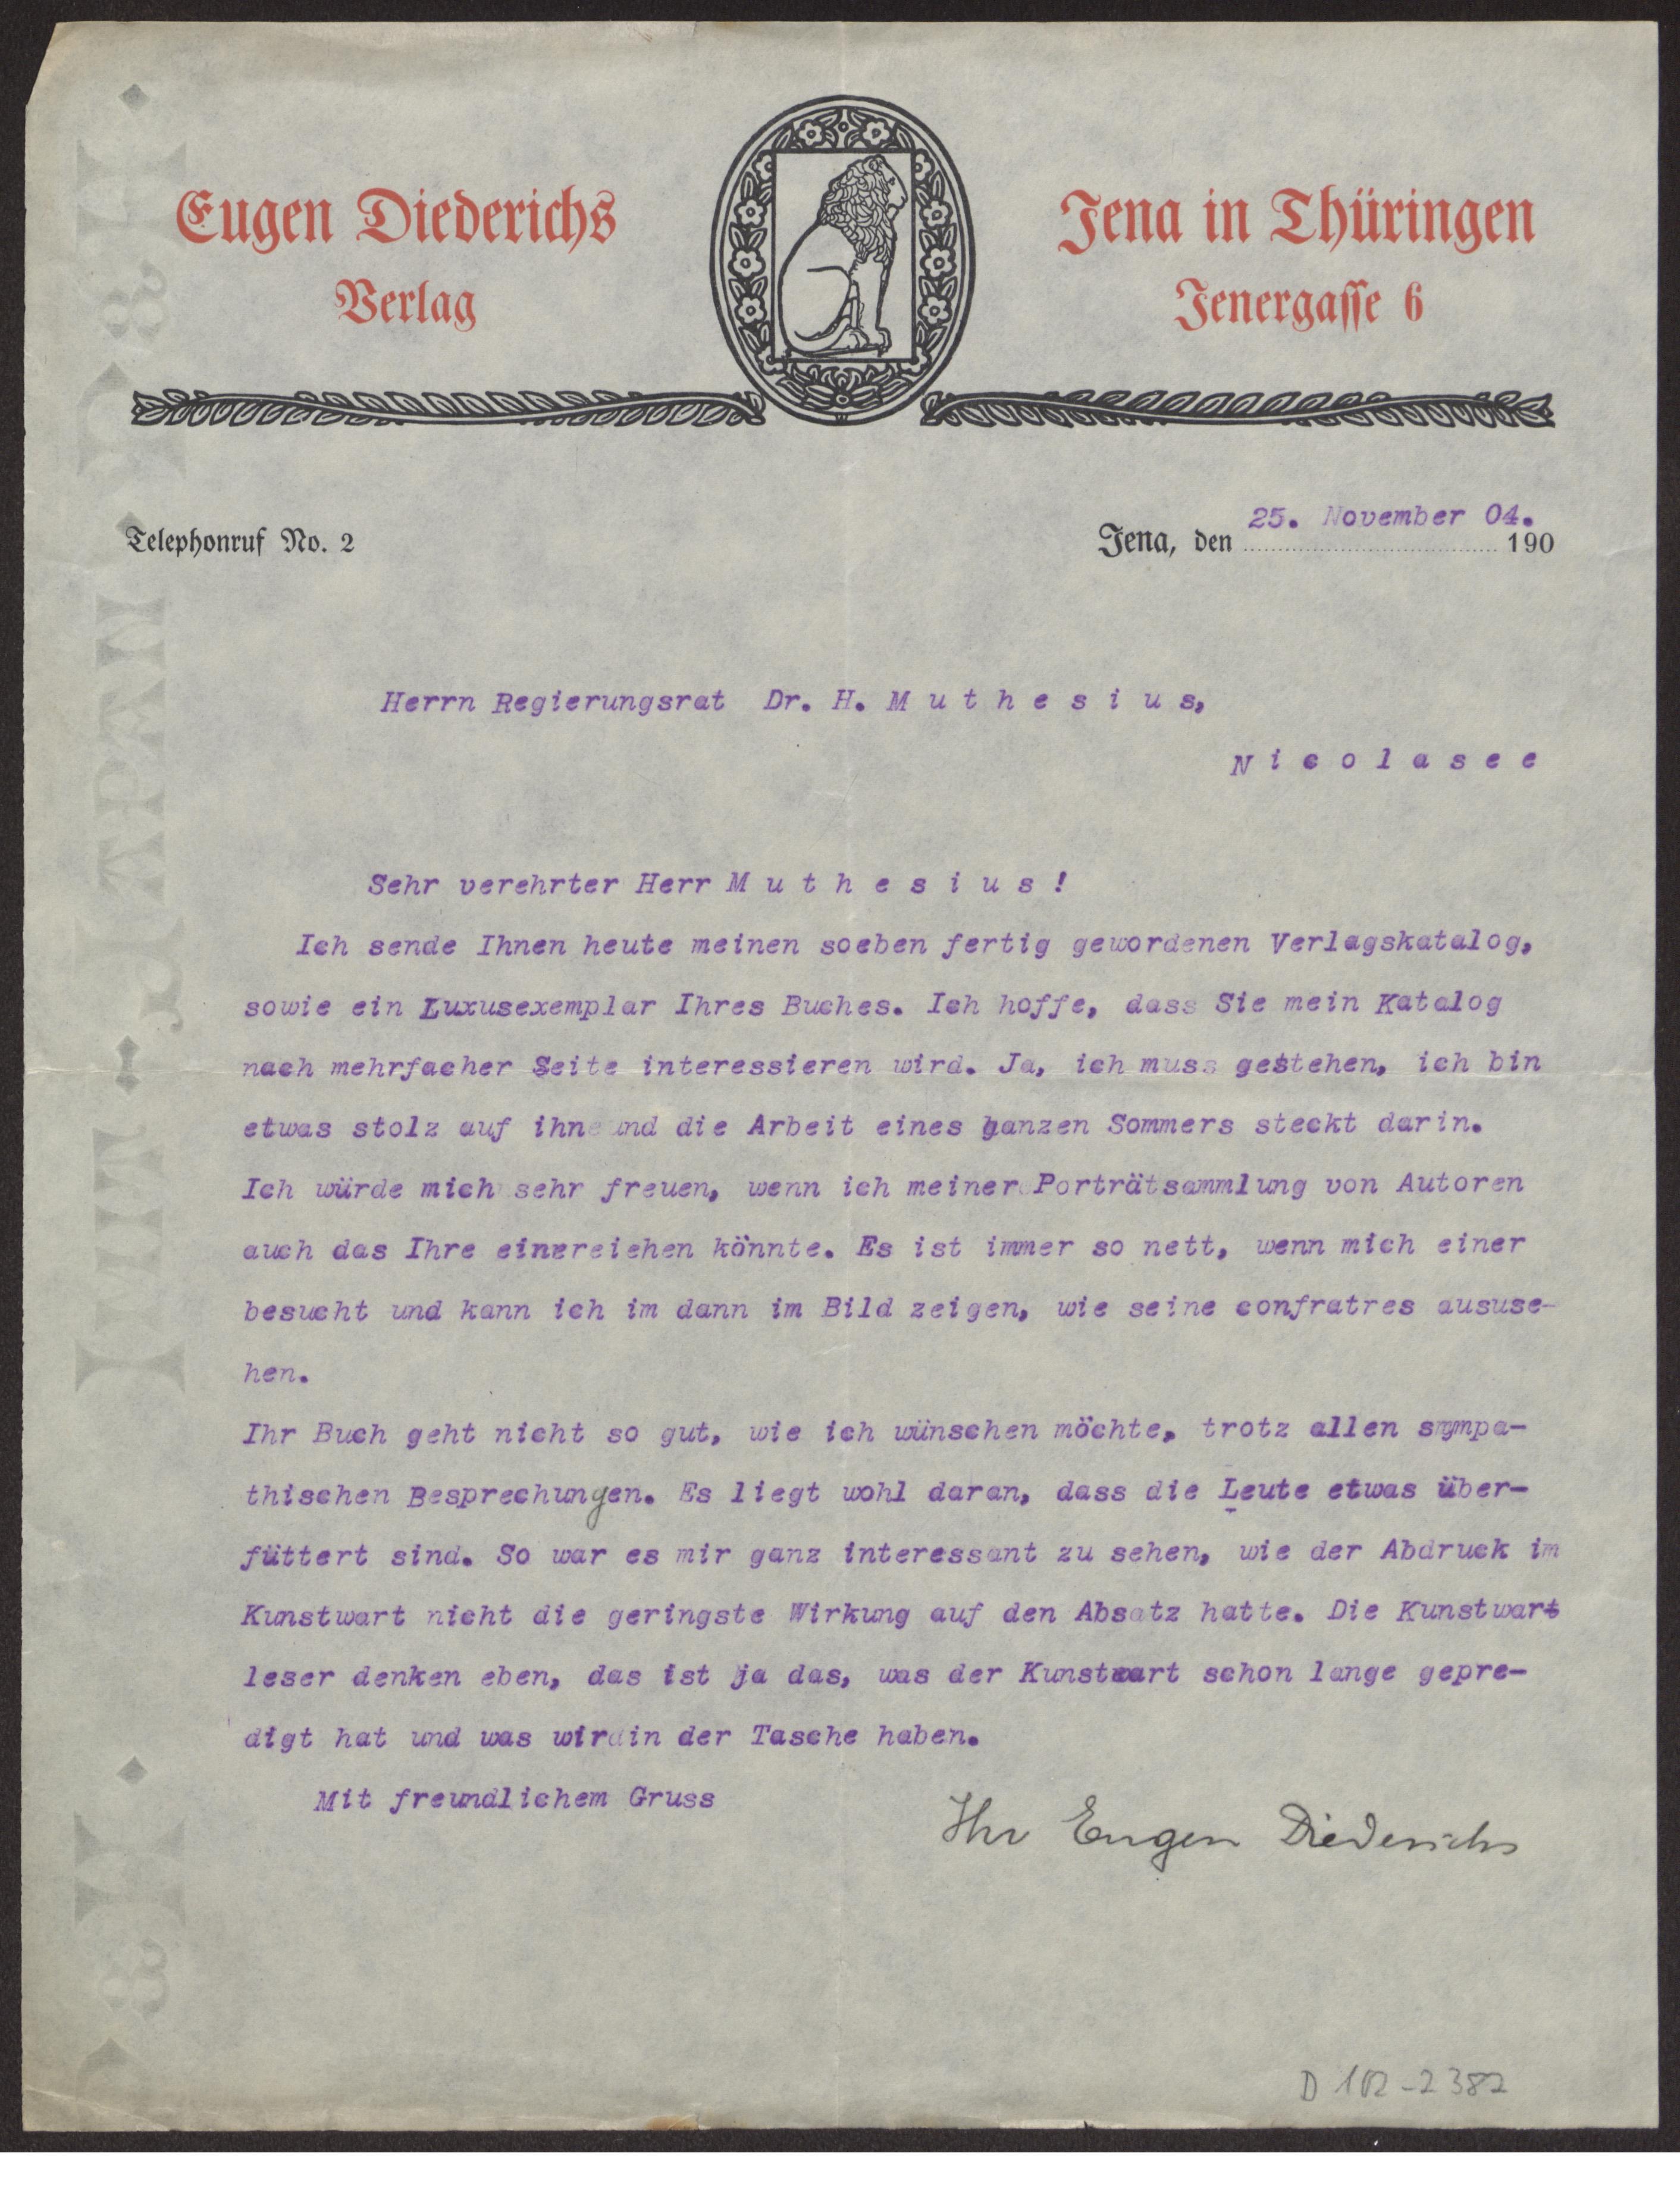 Eugen Diederichs
Verlag
Jena in Thüringen
Jenergasse 6
Telephonruf No. 2
Jena, den 25. November 04. 190
Herrn Regierungsrat Dr. H. M u t h e s i u s,
N i c o l a s e e
Sehr verehrter Herr M u t h e s i u s !
Ich sende Ihnen heute meinen soeben fertig gewordenen Verlagskatalog,
sowie ein Luxusexemplar Ihres Buches. Ich hoffe, dass Sie mein Katalog
nach mehrfacher Seite interessieren wird. Ja, ich muss gestehen, ich bin
etwas stolz auf ihn und die Arbeit eines ganzen Sommers steckt darin.
Ich würde mich sehr freuen, wenn ich meiner Porträtsammlung von Autoren
auch das Ihre einreichen könnte. Es ist immer so nett, wenn mich einer
besucht und kann ich im dann im Bild zeigen, wie seine confratres aususe-
hen.
Ihr Buch geht nicht so gut, wie ich wünschen möchte, trotz allen sympa-
thischen Besprechungen. Es liegt wohl daran, dass die Leute etwas über-
füttert sind. So war es mir ganz interessant zu sehen, wie der Abdruck im
Kunstwart nicht die geringste Wirkung auf den Absatz hatte. Die Kunstwart
leser denken eben, das ist ja das, was der Kunstwart schon lange gepre-
digt hat und was wir in der Tasche haben.
Mit freundlichem Gruss
Ihr Eugen Diederichs
D 102-2382